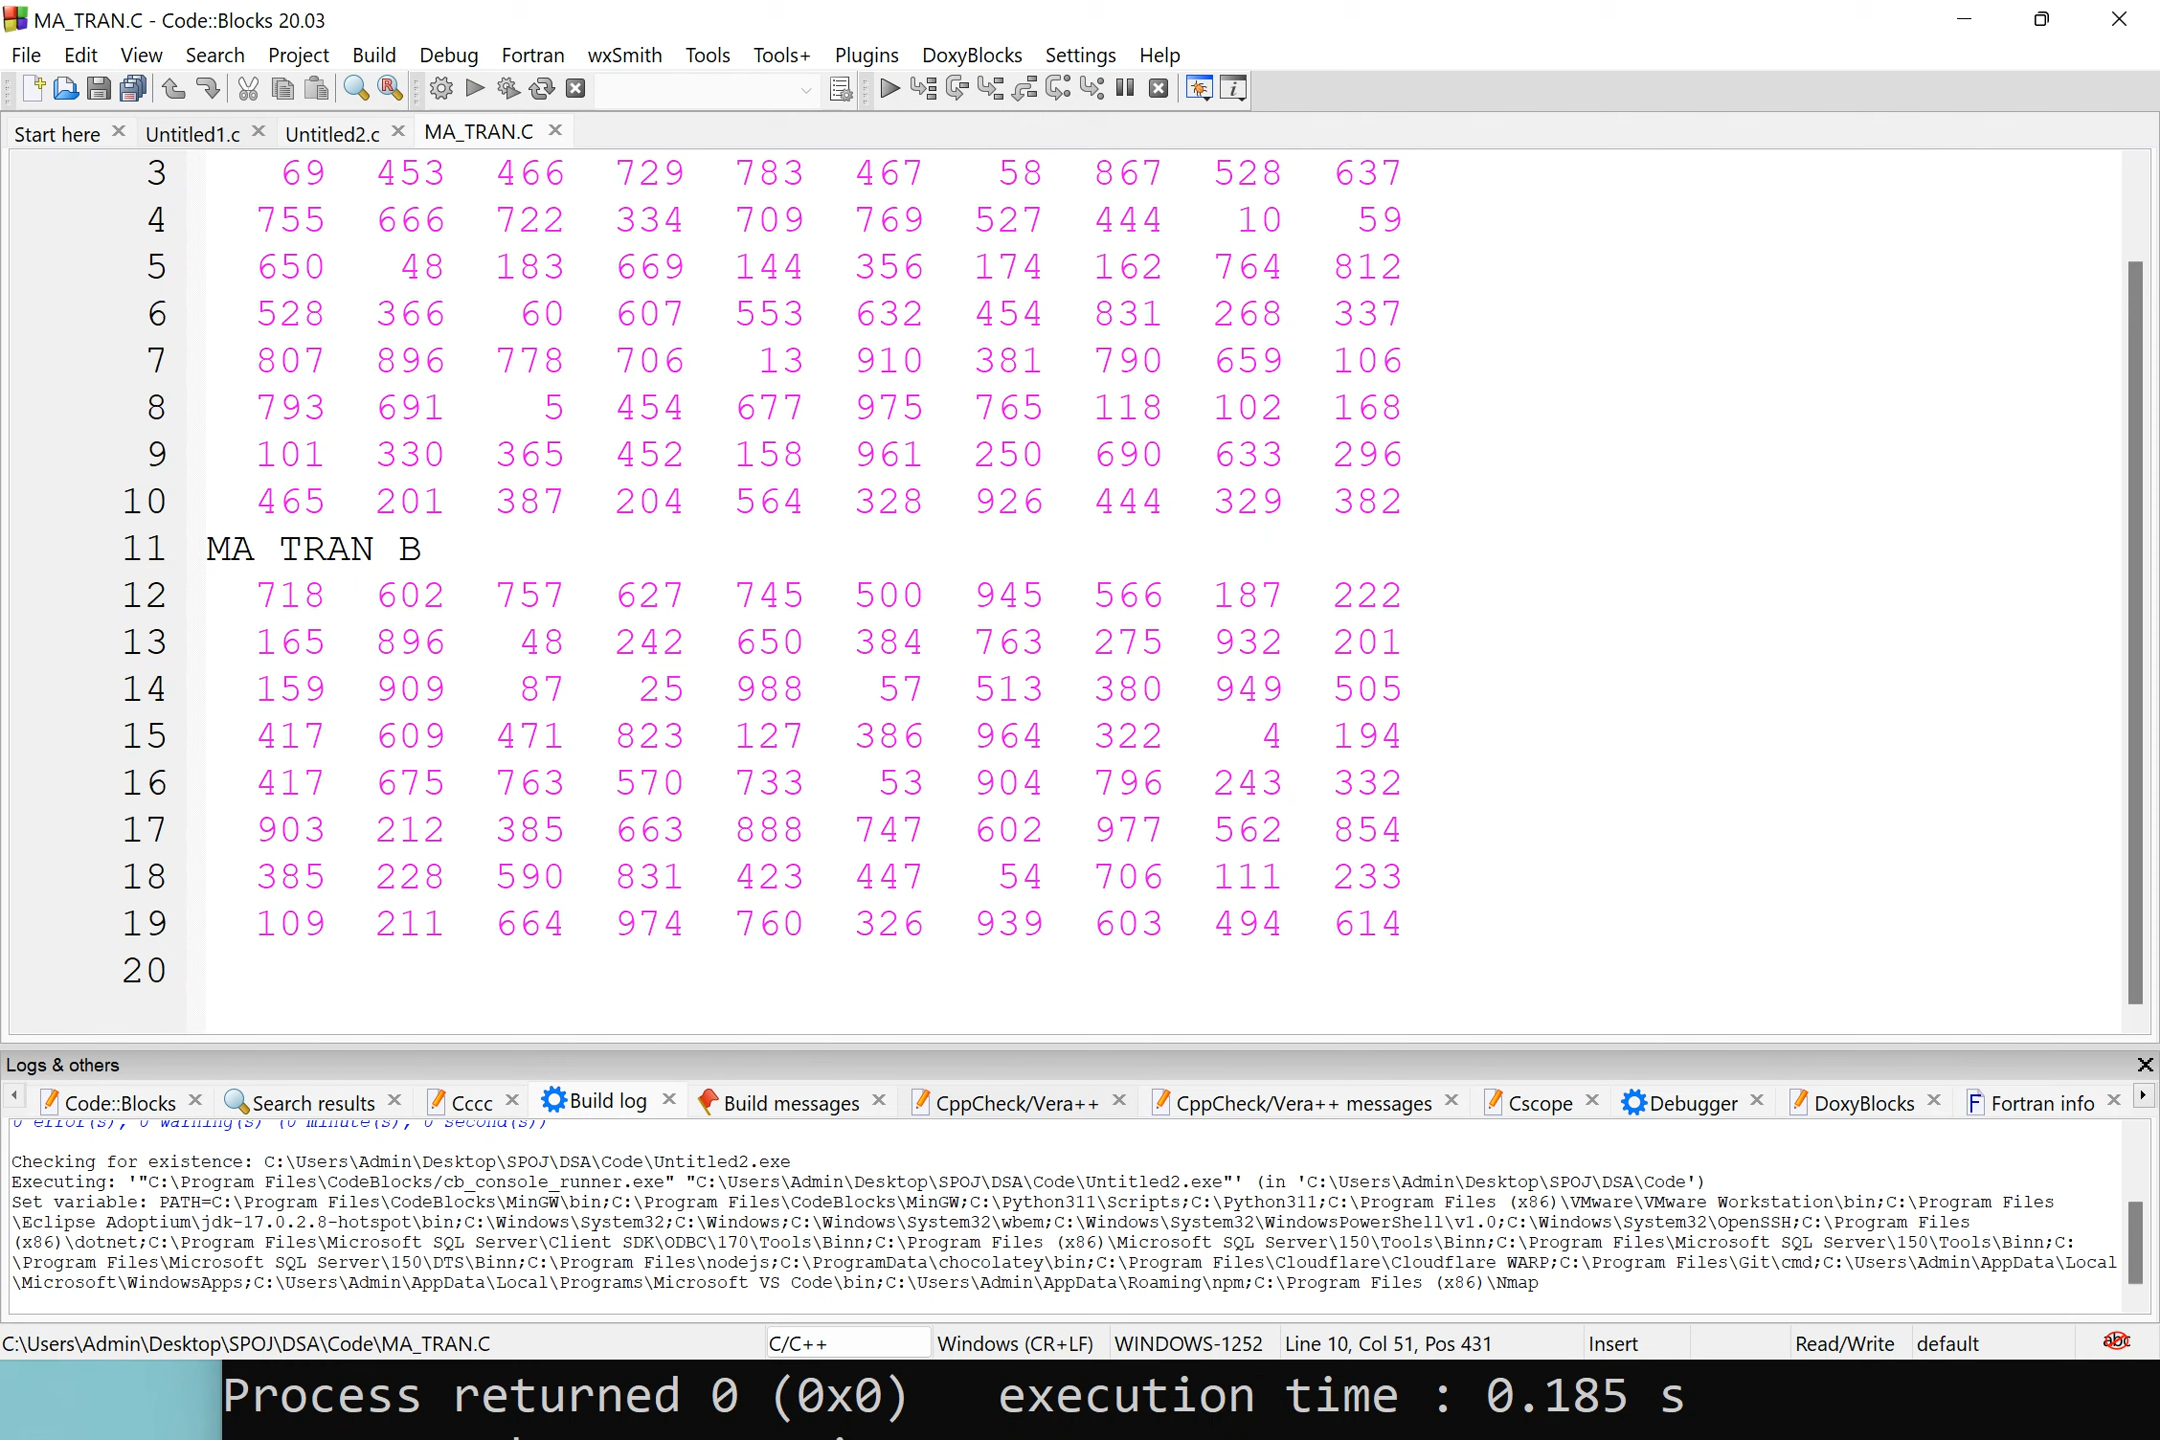 MA_TRAN.C - Code::Blocks 20.03
File Edit View Search Project Build Debug Fortran wxSmith Tools Tools+ Plugins DoxyBlocks Settings Help
Start here Untitled1.c Untitled2.c MA_TRAN.C
3 69 453 466 729 783 467 58 867 528 637
4 755 666 722 334 709 769 527 444 10 59
5 650 48 183 669 144 356 174 162 764 812
6 528 366 60 607 553 632 454 831 268 337
7 807 896 778 706 13 910 381 790 659 106
8 793 691 5 454 677 975 765 118 102 168
9 101 330 365 452 158 961 250 690 633 296
10 465 201 387 204 564 328 926 444 329 382
11 MA TRAN B
12 718 602 757 627 745 500 945 566 187 222
13 165 896 48 242 650 384 763 275 932 201
14 159 909 87 25 988 57 513 380 949 505
15 417 609 471 823 127 386 964 322 4 194
16 417 675 763 570 733 53 904 796 243 332
17 903 212 385 663 888 747 602 977 562 854
18 385 228 590 831 423 447 54 706 111 233
19 109 211 664 974 760 326 939 603 494 614
20
Logs & others
Code::Blocks Search results Cccc Build log Build messages CppCheck/Vera++ CppCheck/Vera++ messages Cscope Debugger DoxyBlocks Fortran info
0 error(s), 0 warning(s) (0 minute(s), 0 second(s))
Checking for existence: C:\Users\Admin\Desktop\SPOJ\DSA\Code\Untitled2.exe
Executing: '"C:\Program Files\CodeBlocks/cb_console_runner.exe" "C:\Users\Admin\Desktop\SPOJ\DSA\Code\Untitled2.exe"' (in 'C:\Users\Admin\Desktop\SPOJ\DSA\Code')
Set variable: PATH=C:\Program Files\CodeBlocks\MinGW\bin;C:\Program Files\CodeBlocks\MinGW;C:\Python311\Scripts;C:\Python311;C:\Program Files (x86)\VMware\VMware Workstation\bin;C:\Program Files
\Eclipse Adoptium\jdk-17.0.2.8-hotspot\bin;C:\Windows\System32;C:\Windows;C:\Windows\System32\wbem;C:\Windows\System32\WindowsPowerShell\v1.0;C:\Windows\System32\OpenSSH;C:\Program Files
(x86)\dotnet;C:\Program Files\Microsoft SQL Server\Client SDK\ODBC\170\Tools\Binn;C:\Program Files (x86)\Microsoft SQL Server\150\Tools\Binn;C:\Program Files\Microsoft SQL Server\150\Tools\Binn;C:
\Program Files\Microsoft SQL Server\150\DTS\Binn;C:\Program Files\nodejs;C:\ProgramData\chocolatey\bin;C:\Program Files\Cloudflare\Cloudflare WARP;C:\Program Files\Git\cmd;C:\Users\Admin\AppData\Local
\Microsoft\WindowsApps;C:\Users\Admin\AppData\Local\Programs\Microsoft VS Code\bin;C:\Users\Admin\AppData\Roaming\npm;C:\Program Files (x86)\Nmap
C:\Users\Admin\Desktop\SPOJ\DSA\Code\MA_TRAN.C C/C++ Windows (CR+LF) WINDOWS-1252 Line 10, Col 51, Pos 431 Insert Read/Write default abc
Process returned 0 (0x0) execution time : 0.185 s